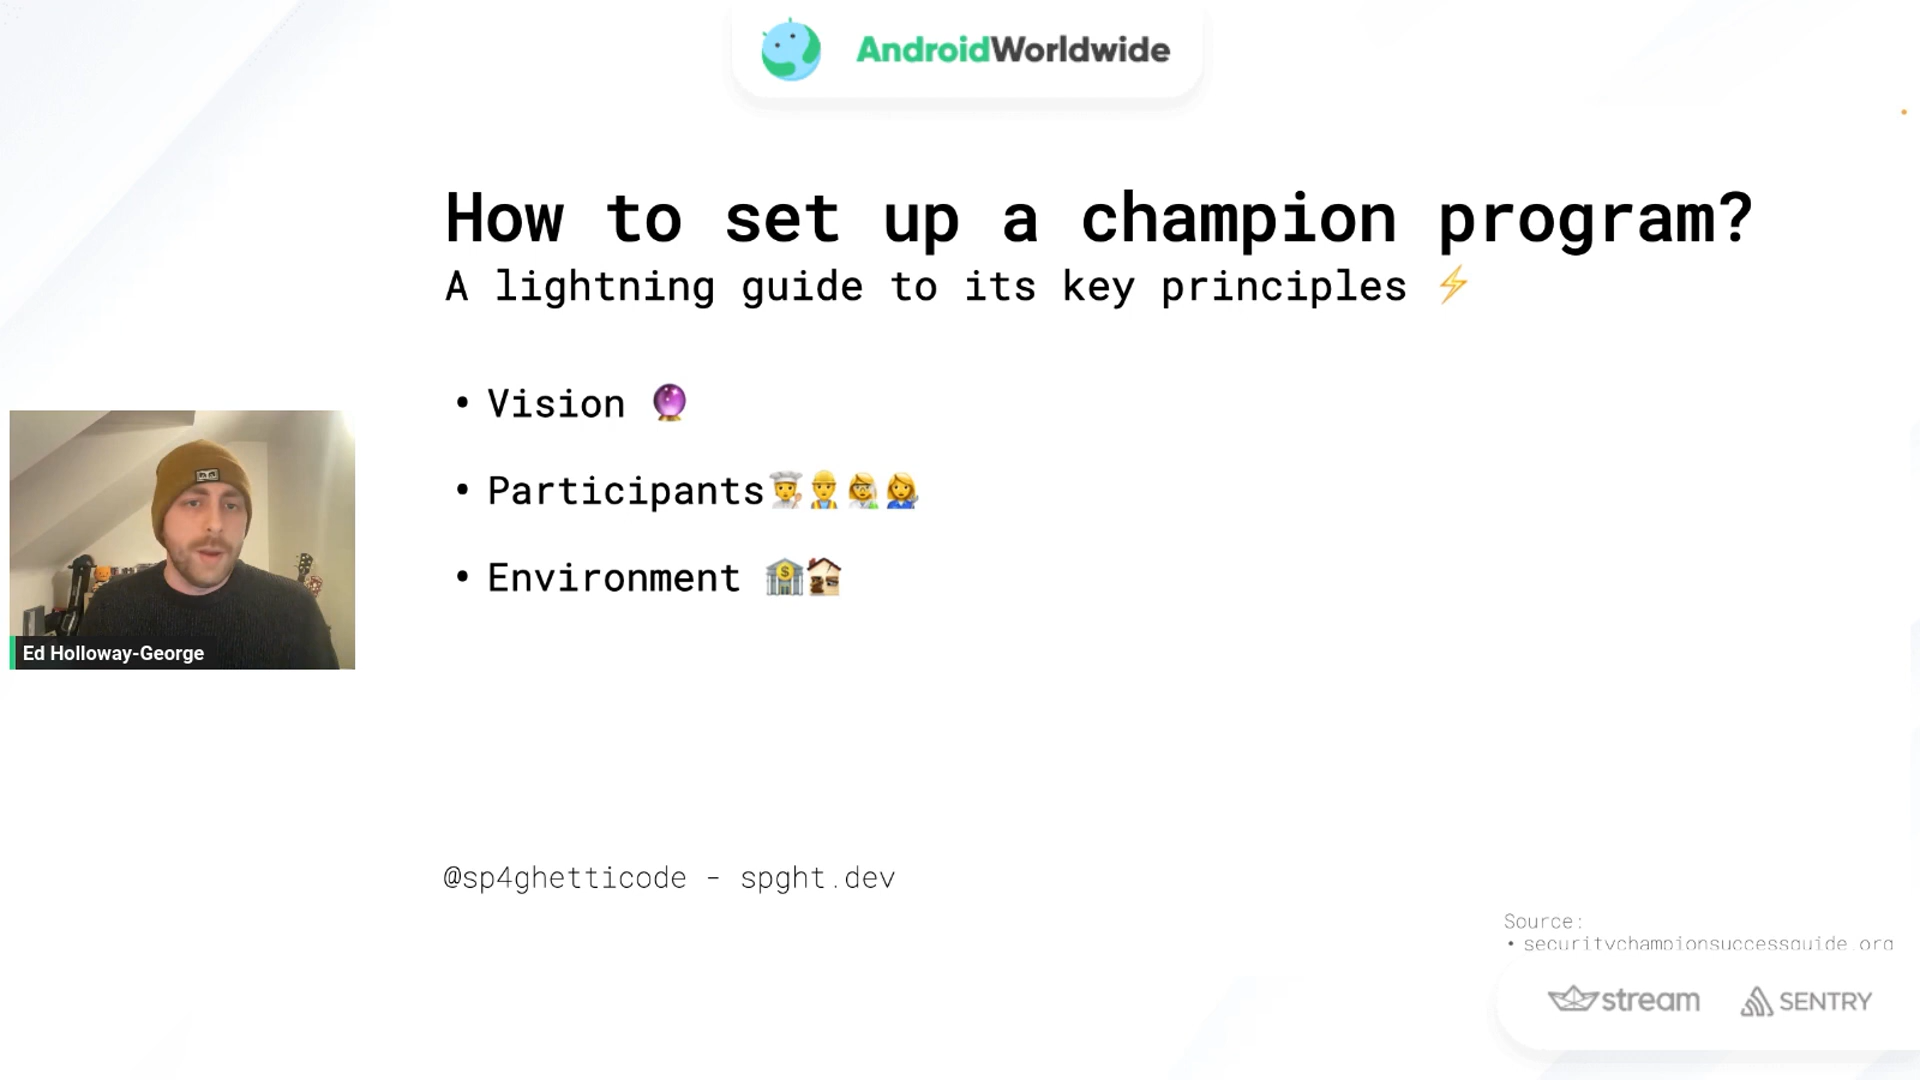 AndroidWorldwide
How to set up a champion program?
A lightning guide to its key principles ⚡
• Vision 🔮
• Participants
• Environment
Ed Holloway-George
@sp4ghetticode - spght.dev
Source:
• securitychampionsuccessguide.org
stream
SENTRY